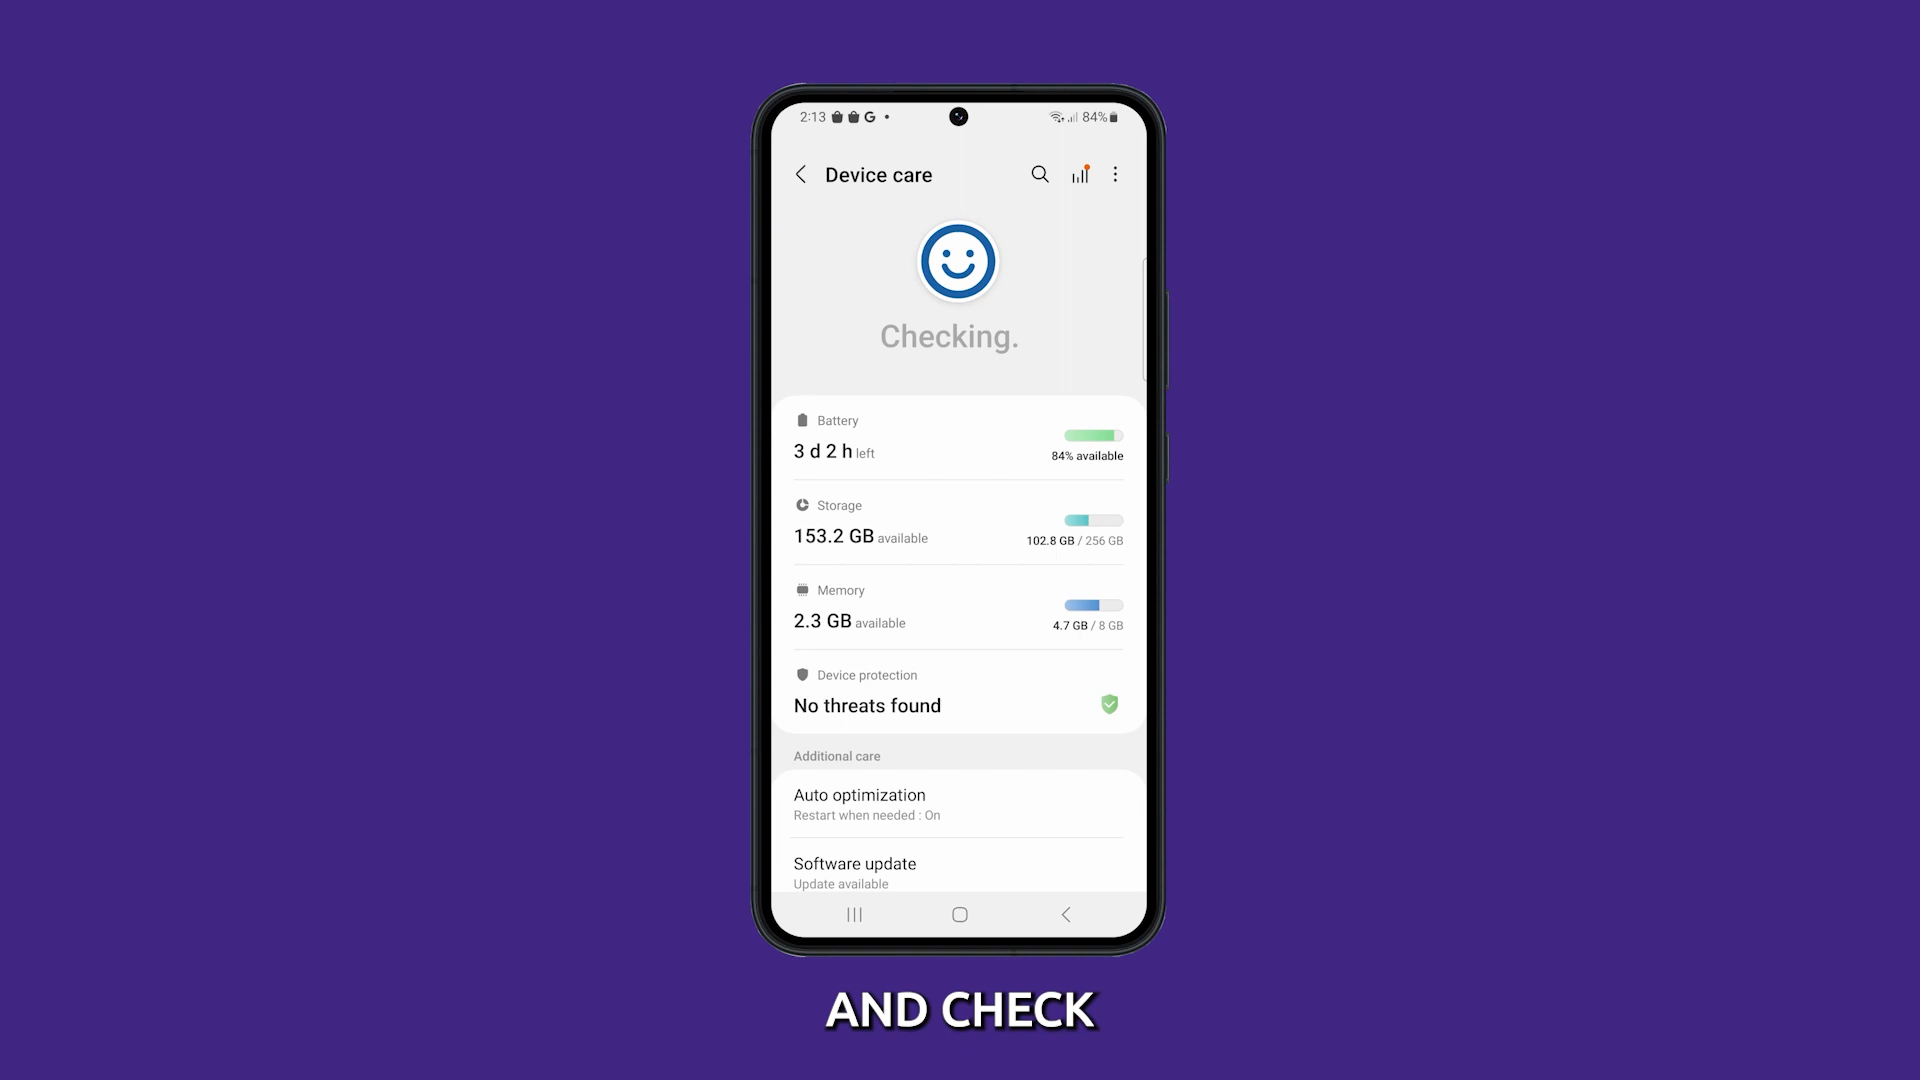 2:13 G • 84%
Device care
Checking.
Battery
3 d 2 h left
84% available
Storage
153.2 GB available
102.8 GB / 256 GB
Memory
2.3 GB available
4.7 GB / 8 GB
Device protection
No threats found
Additional care
Auto optimization
Restart when needed : On
Software update
Update available
AND CHECK